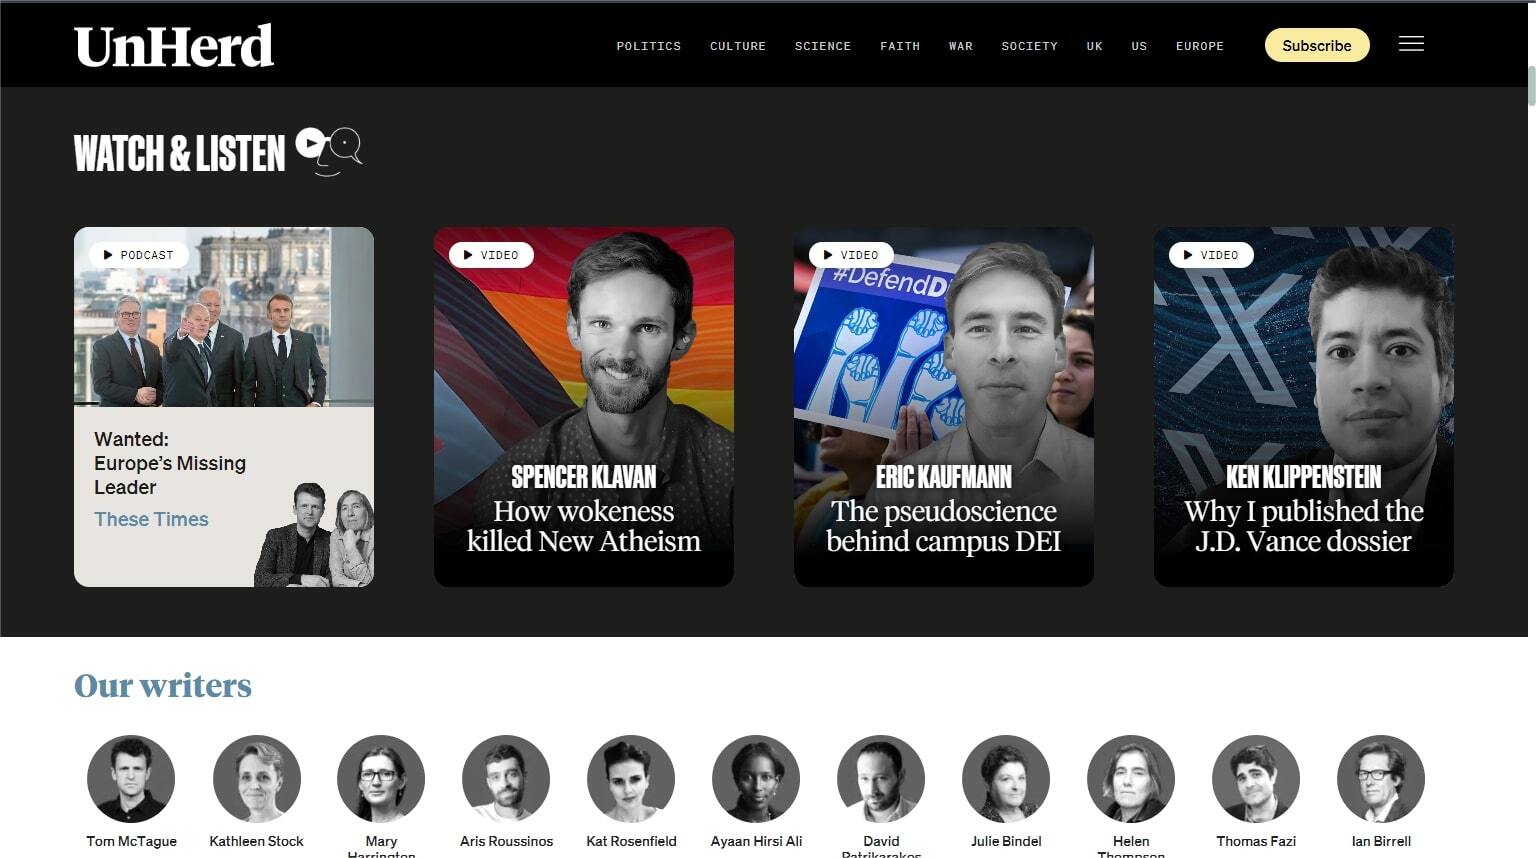 UnHerd
POLITICS CULTURE SCIENCE FAITH WAR SOCIETY UK US EUROPE
Subscribe
WATCH & LISTEN
PODCAST
Wanted:
Europe’s Missing
Leader
These Times
VIDEO
SPENCER KLAVAN
How wokeness
killed New Atheism
VIDEO
#DefendD
ERIC KAUFMANN
The pseudoscience
behind campus DEI
VIDEO
X
KEN KLIPPENSTEIN
Why I published the
J.D. Vance dossier
Our writers
Tom McTague
Kathleen Stock
Mary
Harrington
Aris Roussinos
Kat Rosenfield
Ayaan Hirsi Ali
David
Patrikarakos
Julie Bindel
Helen
Thompson
Thomas Fazi
Ian Birrell